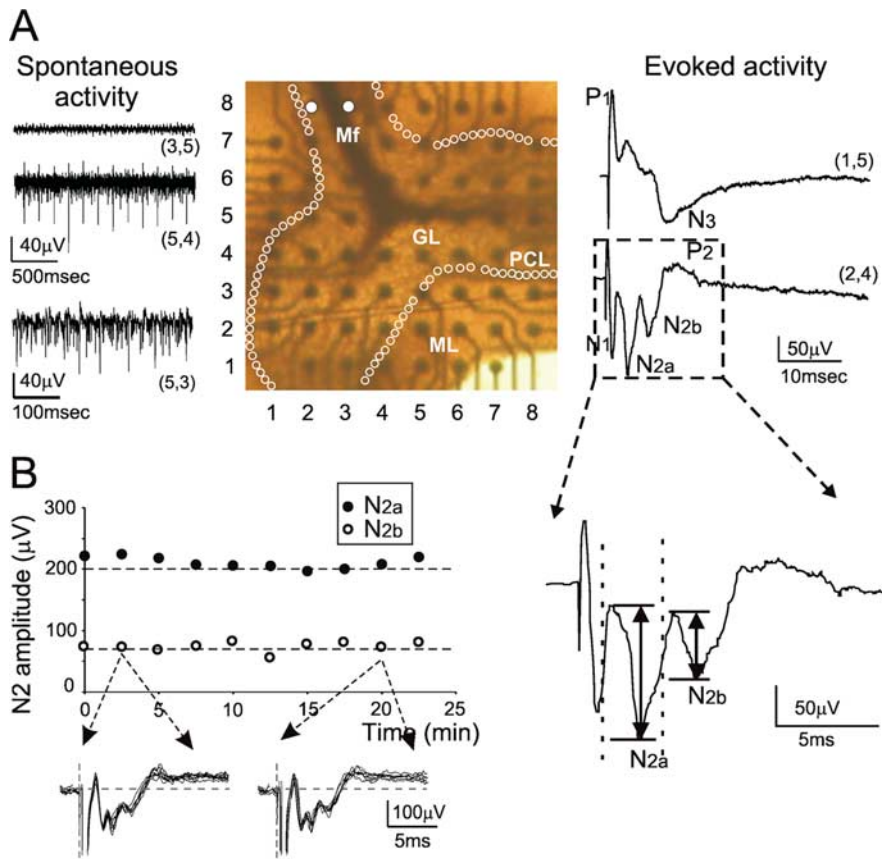 A
Spontaneous
activity
(3,5)
(5,4)
40μV
500msec
40μV
100msec
(5,3)
8
7
6
5
4
3
2
1
1 2 3 4 5 6 7 8
Mf
GL
PCL
ML
Evoked activity
P1
(1,5)
N3
P2
(2,4)
N1
N2b
N2a
50μV
10msec
B
N2a
N2b
N2 amplitude (μV)
300
200
100
0
0 5 10 15 20 25
Time (min)
100μV
5ms
N2b
N2a
50μV
5ms